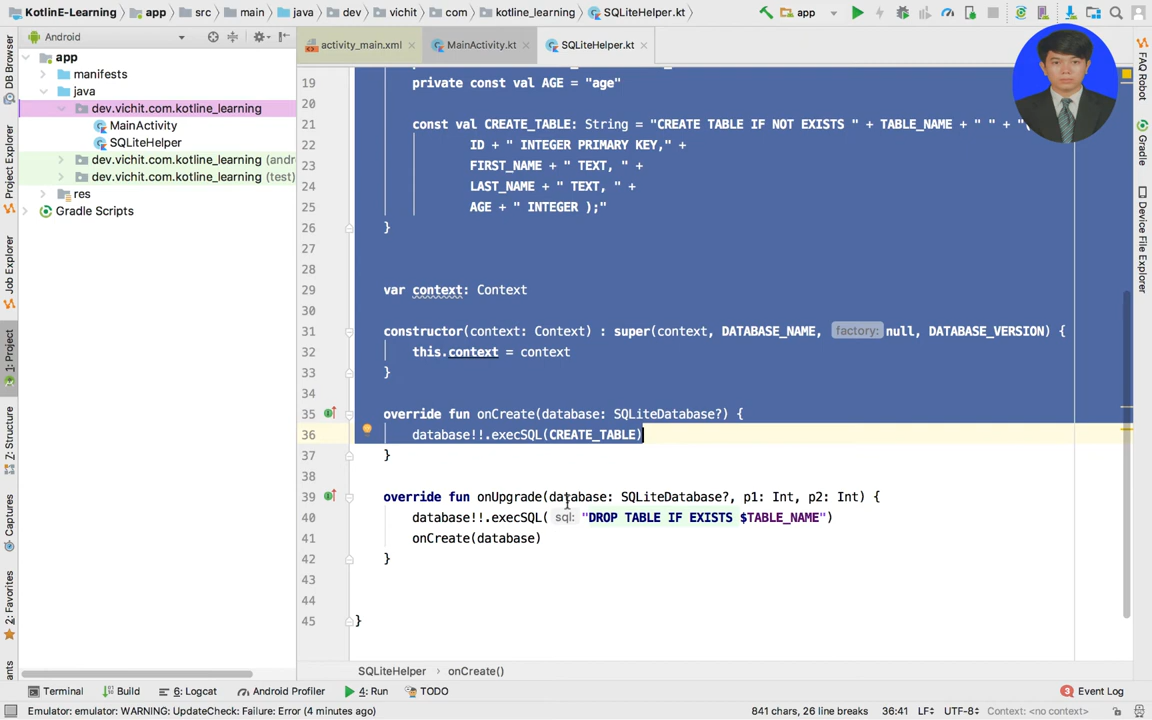 KotlinE-Learning app src main java dev vichit com kotline_learning SQLiteHelper.kt app
Android
activity_main.xml MainActivity.kt SQLiteHelper.kt
app
manifests
java
dev.vichit.com.kotline_learning
MainActivity
SQLiteHelper
dev.vichit.com.kotline_learning (andr
dev.vichit.com.kotline_learning (test)
res
Gradle Scripts
DB Browser
Project Explorer
Job Explorer
1: Project
7: Structure
Captures
2: Favorites
ants
19 private const val AGE = "age"
20
21 const val CREATE_TABLE: String = "CREATE TABLE IF NOT EXISTS " + TABLE_NAME + " " + "(
22 ID + " INTEGER PRIMARY KEY," +
23 FIRST_NAME + " TEXT, " +
24 LAST_NAME + " TEXT, " +
25 AGE + " INTEGER );"
26 }
27
28
29 var context: Context
30
31 constructor(context: Context) : super(context, DATABASE_NAME, factory: null, DATABASE_VERSION) {
32 this.context = context
33 }
34
35 override fun onCreate(database: SQLiteDatabase?) {
36 database!!.execSQL(CREATE_TABLE)
37 }
38
39 override fun onUpgrade(database: SQLiteDatabase?, p1: Int, p2: Int) {
40 database!!.execSQL( sql: "DROP TABLE IF EXISTS $TABLE_NAME")
41 onCreate(database)
42 }
43
44
45 }
FAQ Robot
Gradle
Device File Explorer
SQLiteHelper onCreate()
Terminal Build 6: Logcat Android Profiler 4: Run TODO 3 Event Log
Emulator: emulator: WARNING: UpdateCheck: Failure: Error (4 minutes ago) 841 chars, 26 line breaks 36:41 LF UTF-8 Context: <no context>